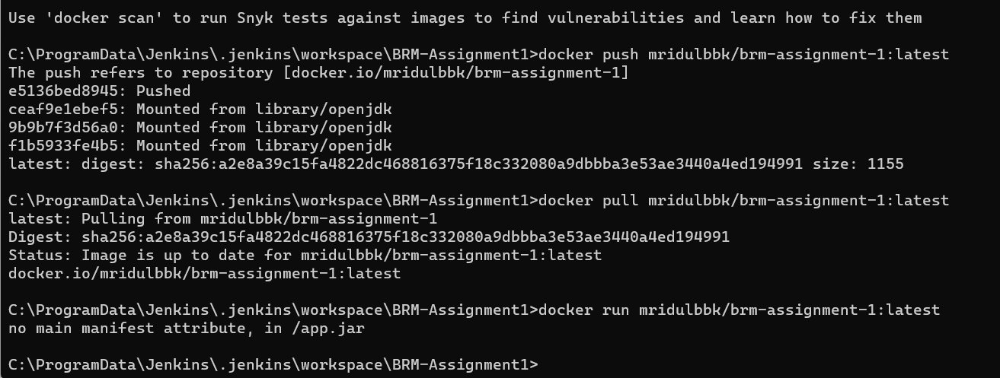 Use 'docker scan' to run Snyk tests against images to find vulnerabilities and learn how to fix them
C:\ProgramData\Jenkins\.jenkins\workspace\BRM-Assignment1>docker push mridulbbk/brm-assignment-1:latest
The push refers to repository [docker.io/mridulbbk/brm-assignment-1]
e5136bed8945: Pushed
ceaf9e1ebef5: Mounted from library/openjdk
9b9b7f3d56a0: Mounted from library/openjdk
f1b5933fe4b5: Mounted from library/openjdk
latest: digest: sha256:a2e8a39c15fa4822dc468816375f18c332080a9dbbba3e53ae3440a4ed194991 size: 1155
C:\ProgramData\Jenkins\.jenkins\workspace\BRM-Assignment1>docker pull mridulbbk/brm-assignment-1:latest
latest: Pulling from mridulbbk/brm-assignment-1
Digest: sha256:a2e8a39c15fa4822dc468816375f18c332080a9dbbba3e53ae3440a4ed194991
Status: Image is up to date for mridulbbk/brm-assignment-1:latest
docker.io/mridulbbk/brm-assignment-1:latest
C:\ProgramData\Jenkins\.jenkins\workspace\BRM-Assignment1>docker run mridulbbk/brm-assignment-1:latest
no main manifest attribute, in /app.jar
C:\ProgramData\Jenkins\.jenkins\workspace\BRM-Assignment1>